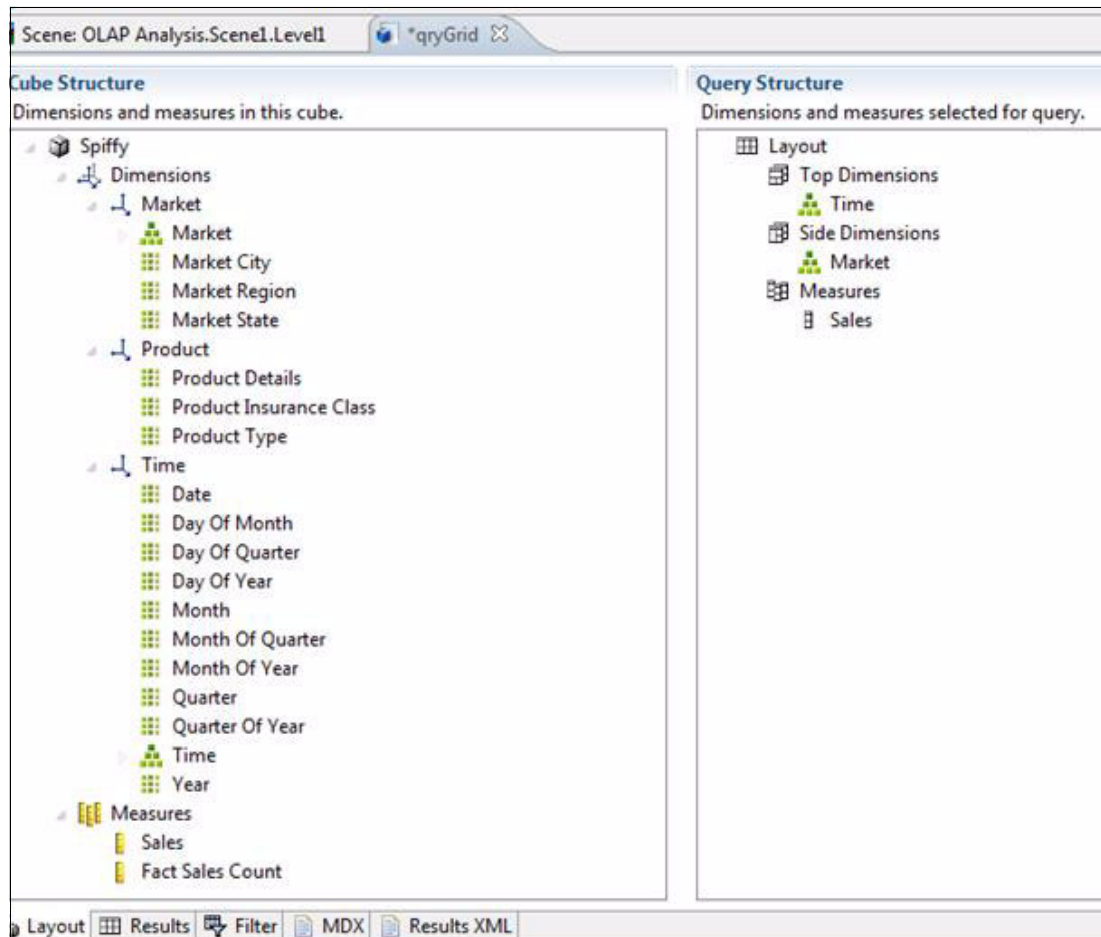 Scene: OLAP Analysis.Scene1.Level1
*qryGrid
Cube Structure
Dimensions and measures in this cube.
Spiffy
Dimensions
Market
Market
Market City
Market Region
Market State
Product
Product Details
Product Insurance Class
Product Type
Time
Date
Day Of Month
Day Of Quarter
Day Of Year
Month
Month Of Quarter
Month Of Year
Quarter
Quarter Of Year
Time
Year
Measures
Sales
Fact Sales Count
Query Structure
Dimensions and measures selected for query.
Layout
Top Dimensions
Time
Side Dimensions
Market
Measures
Sales
Layout Results Filter MDX Results XML